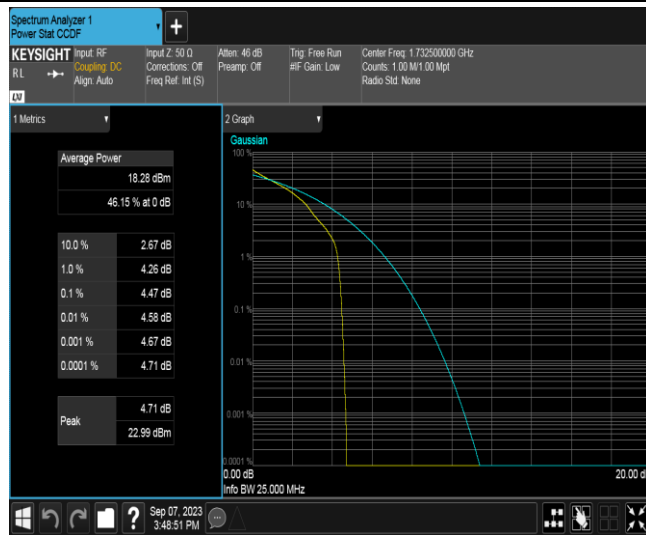 Spectrum Analyzer 1
Power Stat CCDF
+
KEYSIGHT
RL
LXI
Input: RF
Coupling: DC
Align: Auto
Input Z: 50 Ω
Corrections: Off
Freq Ref: Int (S)
Atten: 46 dB
Preamp: Off
Trig: Free Run
#IF Gain: Low
Center Freq: 1.732500000 GHz
Counts: 1.00 M/1.00 Mpt
Radio Std: None
1 Metrics
Average Power
18.28 dBm
46.15 % at 0 dB
10.0 % 2.67 dB
1.0 % 4.26 dB
0.1 % 4.47 dB
0.01 % 4.58 dB
0.001 % 4.67 dB
0.0001 % 4.71 dB
Peak
4.71 dB
22.99 dBm
2 Graph
Gaussian
100 %
10 %
1 %
0.1 %
0.01 %
0.001 %
0.0001 %
0.00 dB
20.00 d
Info BW 25.000 MHz
?
Sep 07, 2023
3:48:51 PM